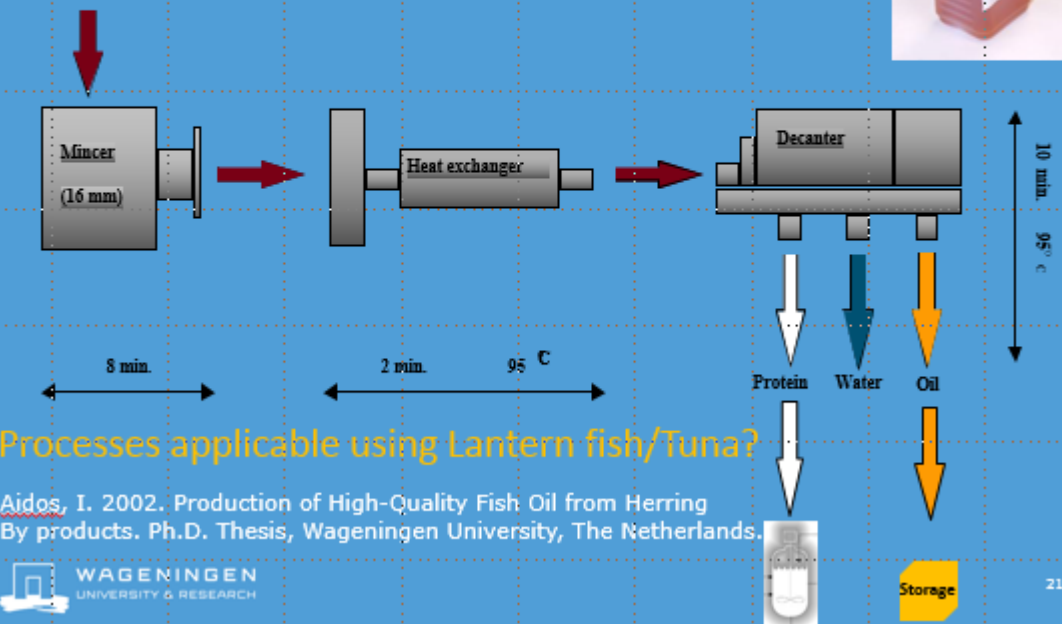 Mincer
(16 mm)
Heat exchanger
Decanter
10 min. 95° c
8 min.
2 min. 95 °C
Protein Water Oil
Processes applicable using Lantern fish/Tuna?
Aidos, I. 2002. Production of High-Quality Fish Oil from Herring
By products. Ph.D. Thesis, Wageningen University, The Netherlands.
WAGENINGEN
UNIVERSITY & RESEARCH
Storage
21